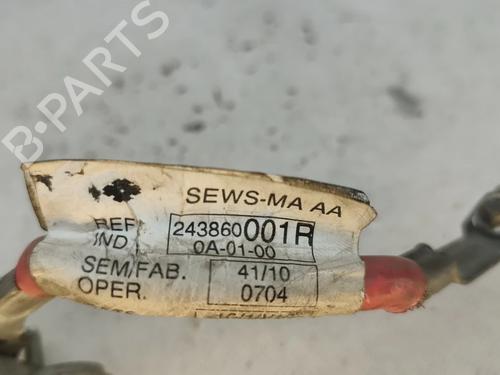 B-PARTS
SEWS-MA AA
REF. 243860001R
IND. 0A-01-00
SEM/FAB. 41/10
OPER. 0704